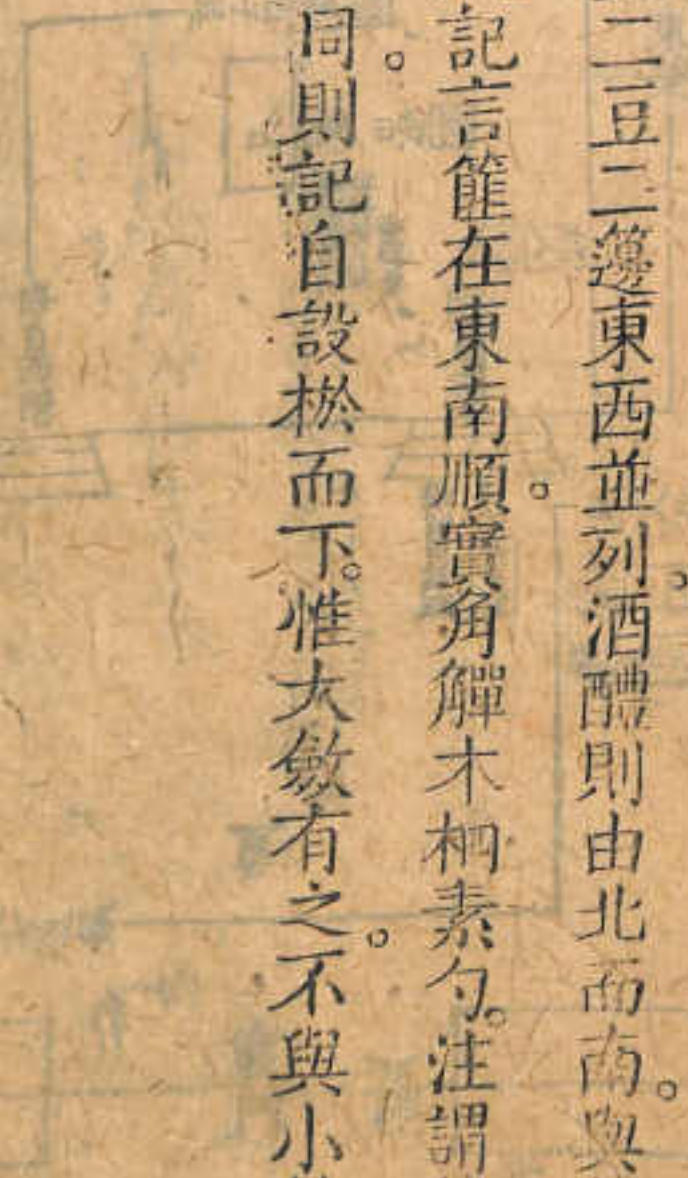 二豆二籩東西並列酒醴則由北而南與
記言篚在東南順實角觶木柶素勺注謂
同則記自設棜而下惟大斂有之不與小